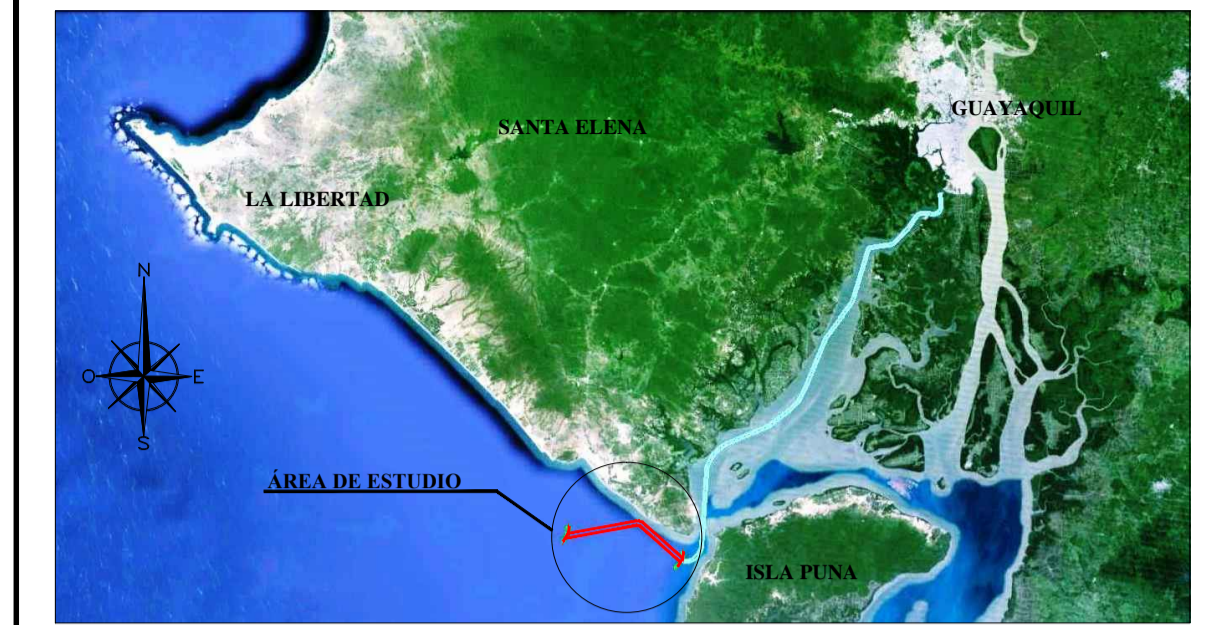 GUAYAQUIL
SANTA ELENA
LA LIBERTAD
N
O E
S
ÁREA DE ESTUDIO
ISLA PUNA